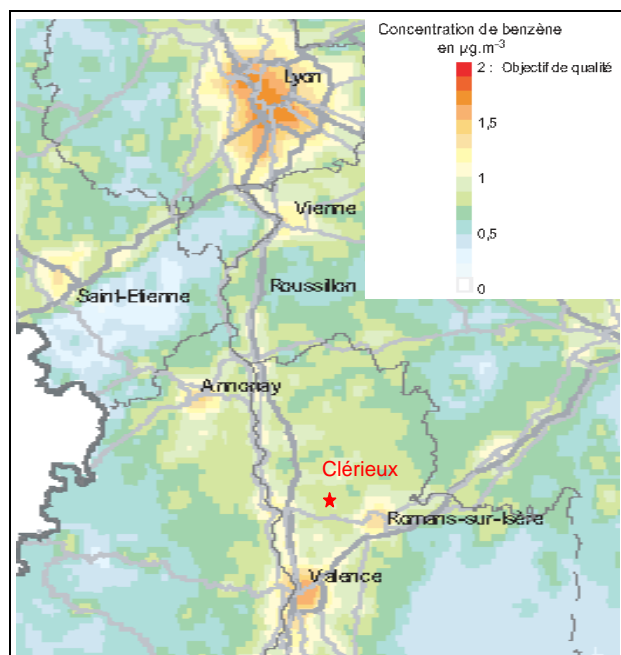 Concentration de benzène
en µg.m⁻³
2 : Objectif de qualité
1,5
1
0,5
0
Lyon
Vienne
Roussillon
Saint-Etienne
Annonay
Clérieux
Romans-sur-Isère
Valence